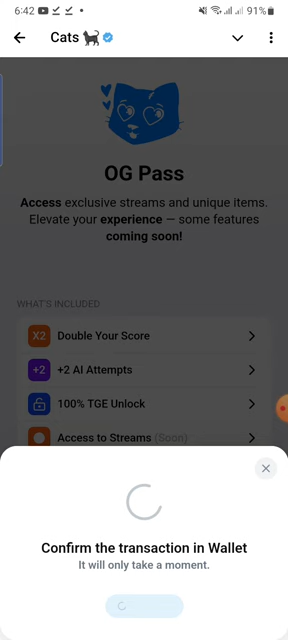 6:42
91%
Cats
OG Pass
Access exclusive streams and unique items.
Elevate your experience — some features
coming soon!
WHAT'S INCLUDED
X2 Double Your Score
+2 +2 AI Attempts
100% TGE Unlock
Access to Streams (Soon)
Confirm the transaction in Wallet
It will only take a moment.